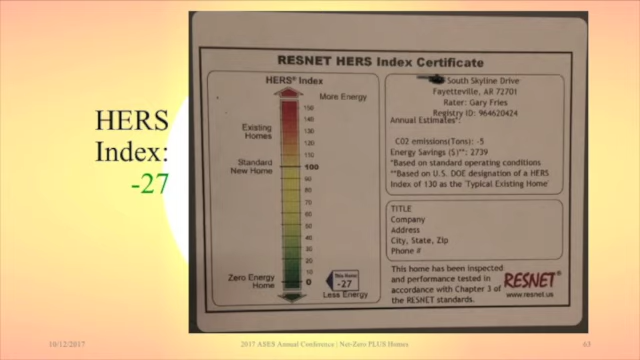 HERS
Index:
-27
RESNET HERS Index Certificate
HERS® Index
More Energy
150
140
Existing
Homes
130
120
110
Standard
New Home
100
90
80
70
60
50
40
30
20
10
Zero Energy
Home
0
This Home
-27
Less Energy
South Skyline Drive
Fayetteville, AR 72701
Rater: Gary Fries
Registry ID: 964620424
Annual Estimates*:
CO2 emissions(Tons): -5
Energy Savings ($)**: 2739
*Based on standard operating conditions
**Based on U.S. DOE designation of a HERS
Index of 130 as the 'Typical Existing Home'
TITLE
Company
Address
City, State, Zip
Phone #
This home has been inspected
and performance tested in
accordance with Chapter 3 of
the RESNET standards.
RESNET®
www.resnet.us
10/12/2017
2017 ASES Annual Conference | Net-Zero PLUS Homes
63